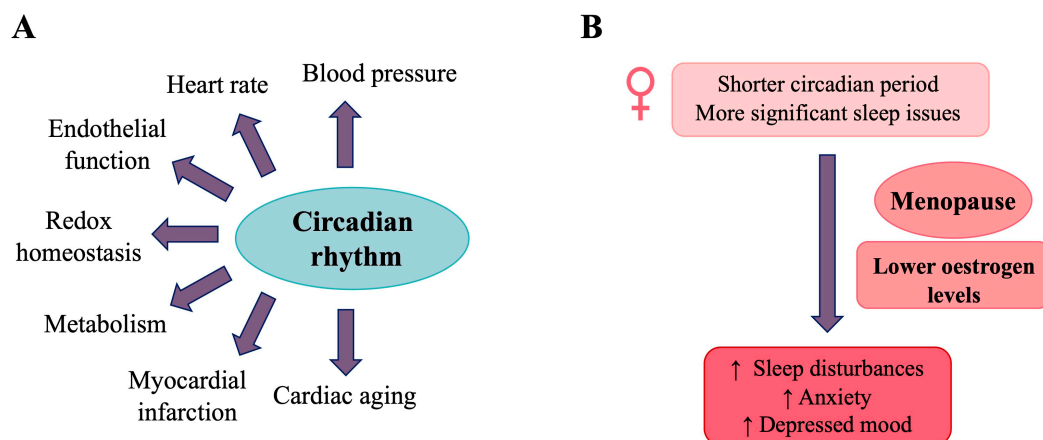 A
Blood pressure
Heart rate
Endothelial
function
Redox
homeostasis
Metabolism
Myocardial
infarction
Cardiac aging
Circadian
rhythm
B
Shorter circadian period
More significant sleep issues
Menopause
Lower oestrogen
levels
↑ Sleep disturbances
↑ Anxiety
↑ Depressed mood